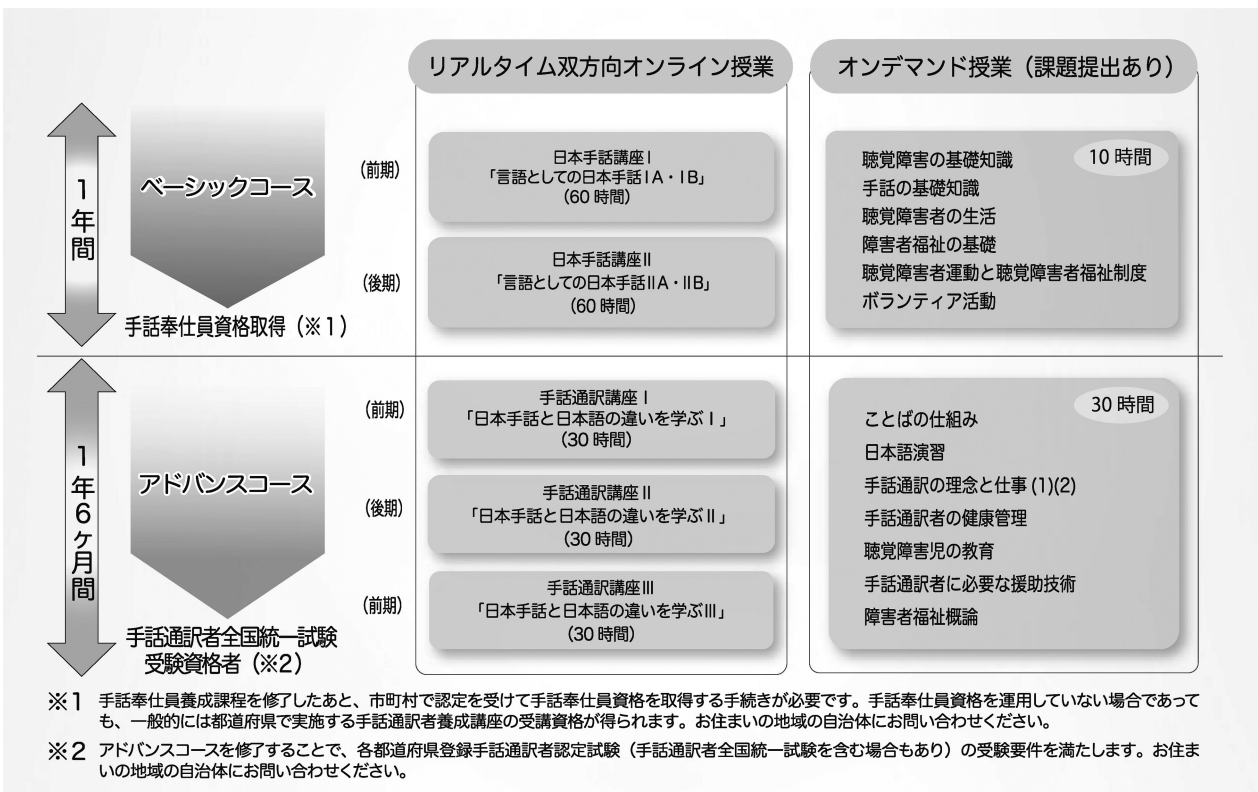 リアルタイム双方向オンライン授業
オンデマンド授業（課題提出あり）
1年間
ベーシックコース
手話奉仕員資格取得（※1）
（前期）
日本手話講座Ⅰ
「言語としての日本手話ⅠA・ⅠB」
（60時間）
（後期）
日本手話講座Ⅱ
「言語としての日本手話ⅡA・ⅡB」
（60時間）
10時間
聴覚障害の基礎知識
手話の基礎知識
聴覚障害者の生活
障害者福祉の基礎
聴覚障害者運動と聴覚障害者福祉制度
ボランティア活動
1年6ヶ月間
アドバンスコース
手話通訳者全国統一試験
受験資格者（※2）
（前期）
手話通訳講座Ⅰ
「日本手話と日本語の違いを学ぶⅠ」
（30時間）
（後期）
手話通訳講座Ⅱ
「日本手話と日本語の違いを学ぶⅡ」
（30時間）
（前期）
手話通訳講座Ⅲ
「日本手話と日本語の違いを学ぶⅢ」
（30時間）
30時間
ことばの仕組み
日本語演習
手話通訳の理念と仕事(1)(2)
手話通訳者の健康管理
聴覚障害児の教育
手話通訳者に必要な援助技術
障害者福祉概論
※1 手話奉仕員養成課程を修了したあと、市町村で認定を受けて手話奉仕員資格を取得する手続きが必要です。手話奉仕員資格を運用していない場合であって
も、一般的には都道府県で実施する手話通訳者養成講座の受講資格が得られます。お住まいの地域の自治体にお問い合わせください。
※2 アドバンスコースを修了することで、各都道府県登録手話通訳者認定試験（手話通訳者全国統一試験を含む場合もあり）の受験要件を満たします。お住ま
いの地域の自治体にお問い合わせください。